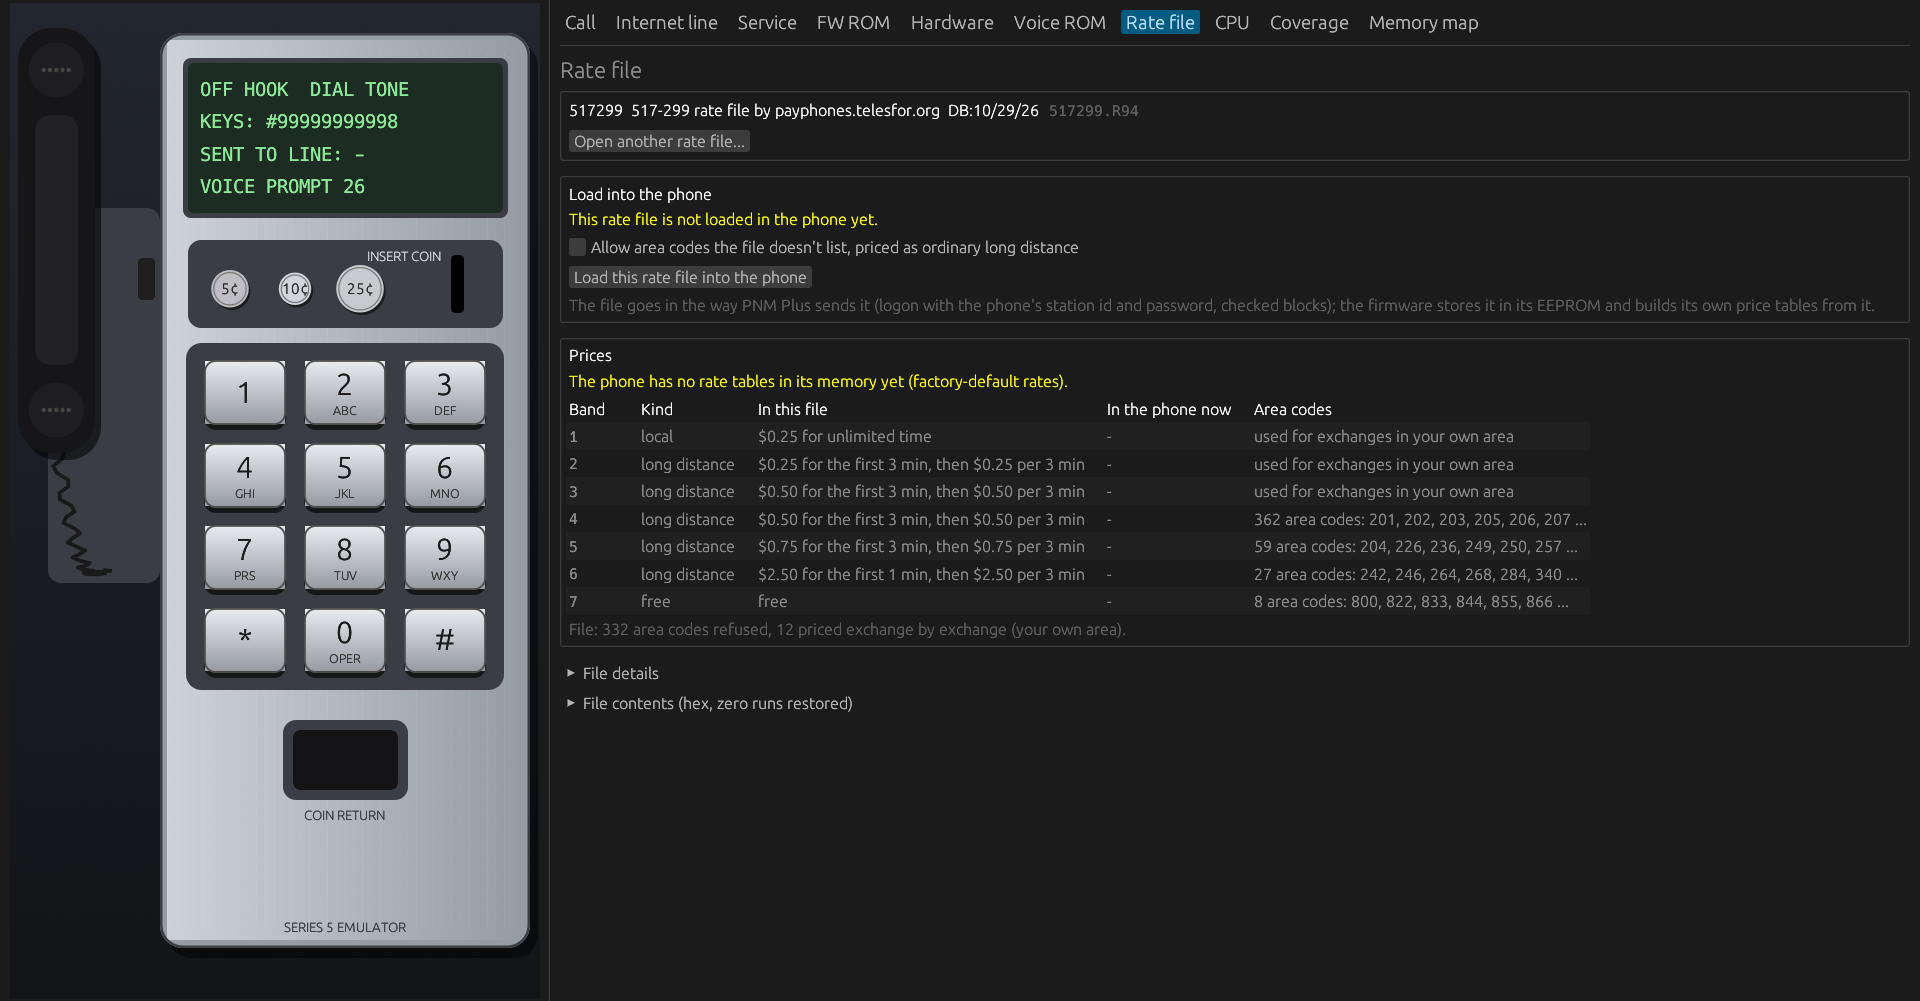 OFF HOOK  DIAL TONE
KEYS: #99999999998
SENT TO LINE: -
VOICE PROMPT 26
INSERT COIN
5¢ 10¢ 25¢
1 2 ABC 3 DEF
4 GHI 5 JKL 6 MNO
7 PRS 8 TUV 9 WXY
* 0 OPER #
COIN RETURN
SERIES 5 EMULATOR
Call Internet line Service FW ROM Hardware Voice ROM Rate file CPU Coverage Memory map
Rate file
517299  517-299 rate file by payphones.telesfor.org  DB:10/29/26  517299.R94
Open another rate file...
Load into the phone
This rate file is not loaded in the phone yet.
Allow area codes the file doesn't list, priced as ordinary long distance
Load this rate file into the phone
The file goes in the way PNM Plus sends it (logon with the phone's station id and password, checked blocks); the firmware stores it in its EEPROM and builds its own price tables from it.
Prices
The phone has no rate tables in its memory yet (factory-default rates).
Band Kind In this file In the phone now Area codes
1 local $0.25 for unlimited time - used for exchanges in your own area
2 long distance $0.25 for the first 3 min, then $0.25 per 3 min - used for exchanges in your own area
3 long distance $0.50 for the first 3 min, then $0.50 per 3 min - used for exchanges in your own area
4 long distance $0.50 for the first 3 min, then $0.50 per 3 min - 362 area codes: 201, 202, 203, 205, 206, 207 ...
5 long distance $0.75 for the first 3 min, then $0.75 per 3 min - 59 area codes: 204, 226, 236, 249, 250, 257 ...
6 long distance $2.50 for the first 1 min, then $2.50 per 3 min - 27 area codes: 242, 246, 264, 268, 284, 340 ...
7 free free - 8 area codes: 800, 822, 833, 844, 855, 866 ...
File: 332 area codes refused, 12 priced exchange by exchange (your own area).
File details
File contents (hex, zero runs restored)